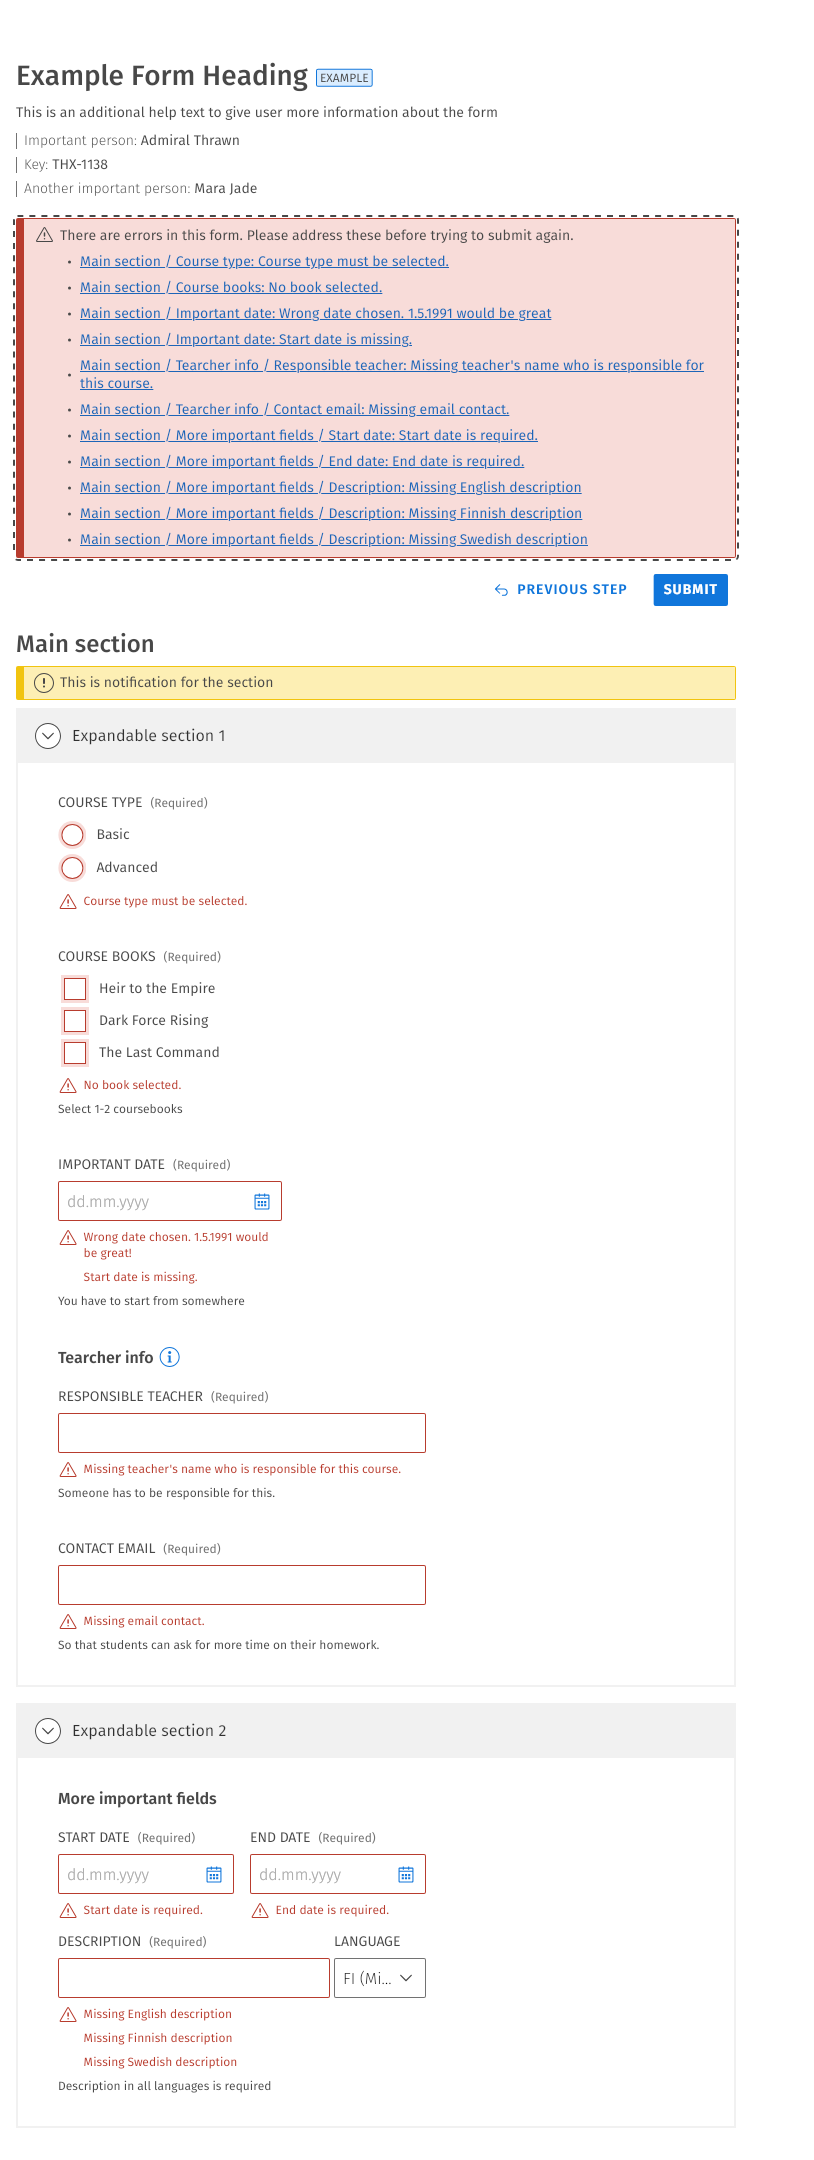 Example Form Heading EXAMPLE
This is an additional help text to give user more information about the form
Important person: Admiral Thrawn
Key: THX-1138
Another important person: Mara Jade
There are errors in this form. Please address these before trying to submit again.
• Main section / Course type: Course type must be selected.
• Main section / Course books: No book selected.
• Main section / Important date: Wrong date chosen. 1.5.1991 would be great
• Main section / Important date: Start date is missing.
• Main section / Tearcher info / Responsible teacher: Missing teacher's name who is responsible for
this course.
• Main section / Tearcher info / Contact email: Missing email contact.
• Main section / More important fields / Start date: Start date is required.
• Main section / More important fields / End date: End date is required.
• Main section / More important fields / Description: Missing English description
• Main section / More important fields / Description: Missing Finnish description
• Main section / More important fields / Description: Missing Swedish description
PREVIOUS STEP SUBMIT
Main section
This is notification for the section
Expandable section 1
COURSE TYPE (Required)
Basic
Advanced
Course type must be selected.
COURSE BOOKS (Required)
Heir to the Empire
Dark Force Rising
The Last Command
No book selected.
Select 1-2 coursebooks
IMPORTANT DATE (Required)
dd.mm.yyyy
Wrong date chosen. 1.5.1991 would
be great!
Start date is missing.
You have to start from somewhere
Tearcher info
RESPONSIBLE TEACHER (Required)
Missing teacher's name who is responsible for this course.
Someone has to be responsible for this.
CONTACT EMAIL (Required)
Missing email contact.
So that students can ask for more time on their homework.
Expandable section 2
More important fields
START DATE (Required) END DATE (Required)
dd.mm.yyyy dd.mm.yyyy
Start date is required. End date is required.
DESCRIPTION (Required) LANGUAGE
FI (Mi...
Missing English description
Missing Finnish description
Missing Swedish description
Description in all languages is required